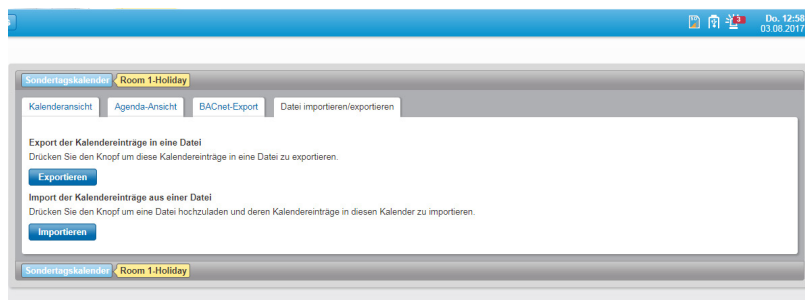 3
Do. 12:58
03.08.2017
Sondertagskalender Room 1-Holiday
Kalenderansicht Agenda-Ansicht BACnet-Export Datei importieren/exportieren
Export der Kalendereinträge in eine Datei
Drücken Sie den Knopf um diese Kalendereinträge in eine Datei zu exportieren.
Exportieren
Import der Kalendereinträge aus einer Datei
Drücken Sie den Knopf um eine Datei hochzuladen und deren Kalendereinträge in diesen Kalender zu importieren.
Importieren
Sondertagskalender Room 1-Holiday